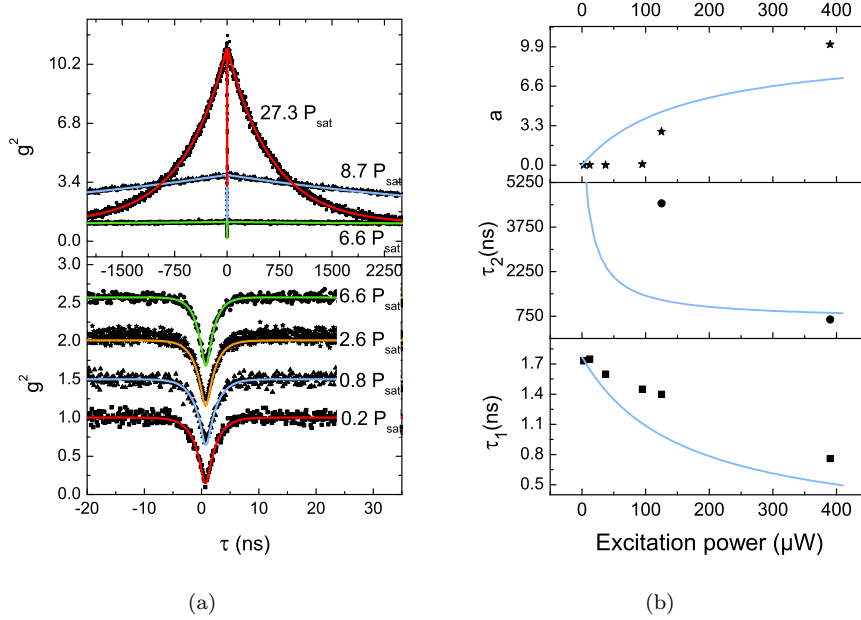 0 100 200 300 400
10.2
6.8
3.4
0.0
g²
27.3 P_sat
8.7 P_sat
6.6 P_sat
-1500 -750 0 750 1500 2250
3.0
2.5
2.0
1.5
1.0
0.5
0.0
g²
6.6 P_sat
2.6 P_sat
0.8 P_sat
0.2 P_sat
-20 -10 0 10 20 30
τ (ns)
(a)
9.9
6.6
3.3
0.0
a
5250
3750
2250
750
τ₂(ns)
1.7
1.4
1.1
0.8
0.5
τ₁(ns)
0 100 200 300 400
Excitation power (µW)
(b)